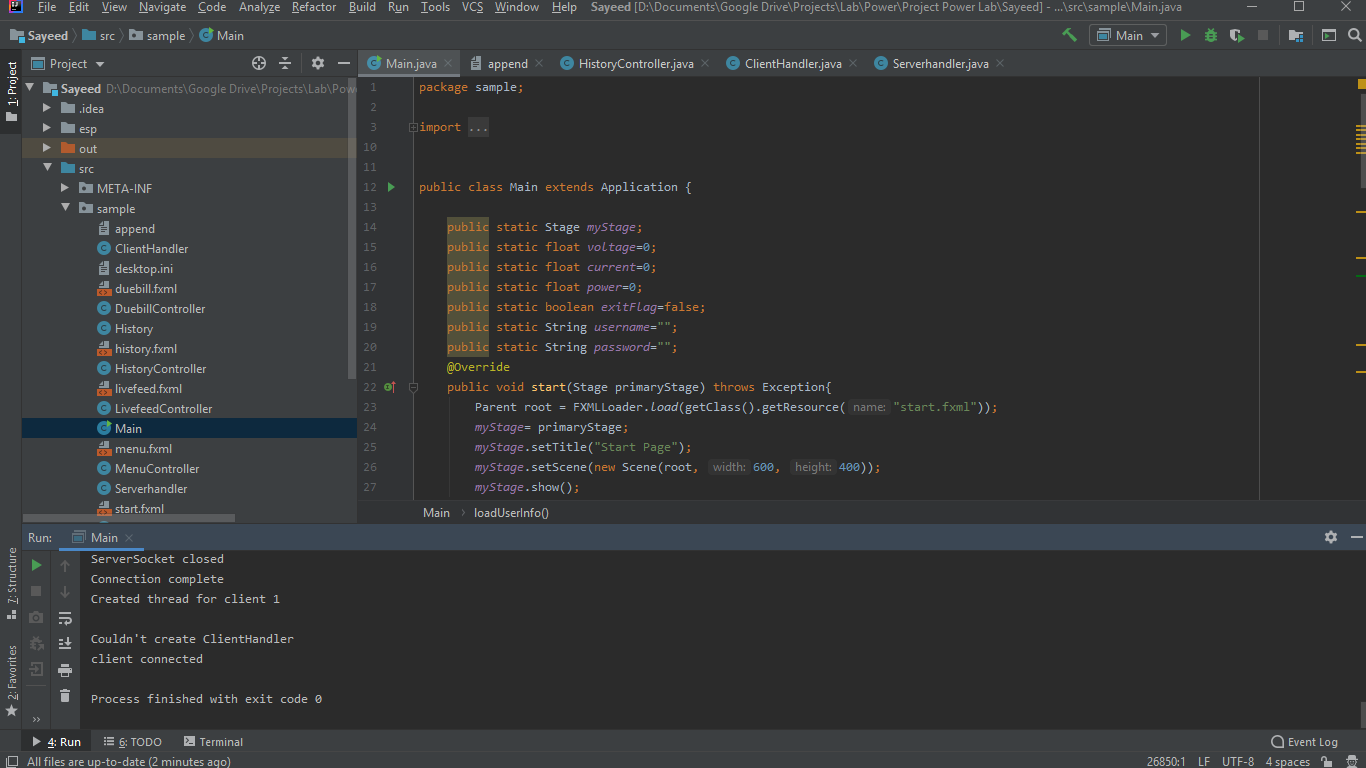 File Edit View Navigate Code Analyze Refactor Build Run Tools VCS Window Help Sayeed [D:\Documents\Google Drive\Projects\Lab\Power\Project Power Lab\Sayeed] - ...\src\sample\Main.java
Sayeed src sample Main Main
1: Project
Project
Main.java append HistoryController.java ClientHandler.java Serverhandler.java
Sayeed D:\Documents\Google Drive\Projects\Lab\Pow
.idea
esp
out
src
META-INF
sample
append
ClientHandler
desktop.ini
duebill.fxml
DuebillController
History
history.fxml
HistoryController
livefeed.fxml
LivefeedController
Main
menu.fxml
MenuController
Serverhandler
start.fxml
1 package sample;
2
3 import ...
10
11
12 public class Main extends Application {
13
14 public static Stage myStage;
15 public static float voltage=0;
16 public static float current=0;
17 public static float power=0;
18 public static boolean exitFlag=false;
19 public static String username="";
20 public static String password="";
21 @Override
22 public void start(Stage primaryStage) throws Exception{
23 Parent root = FXMLLoader.load(getClass().getResource( name: "start.fxml"));
24 myStage= primaryStage;
25 myStage.setTitle("Start Page");
26 myStage.setScene(new Scene(root, width: 600, height: 400));
27 myStage.show();
Main loadUserInfo()
Run: Main
7: Structure
2: Favorites
ServerSocket closed
Connection complete
Created thread for client 1
Couldn't create ClientHandler
client connected
Process finished with exit code 0
4: Run 6: TODO Terminal Event Log
All files are up-to-date (2 minutes ago) 26850:1 LF UTF-8 4 spaces